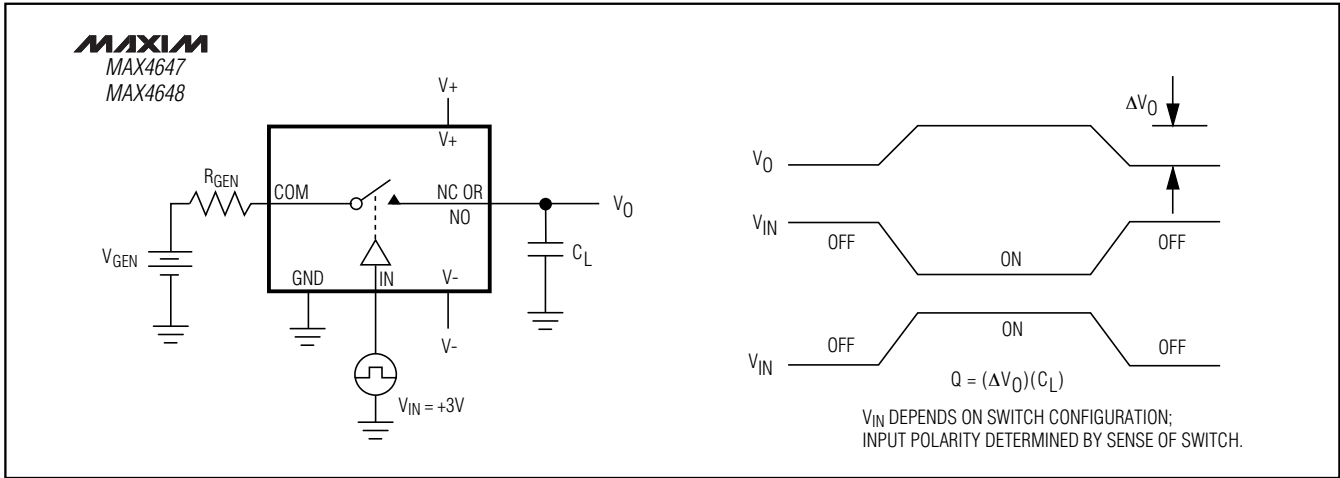 MAXIM
MAX4647
MAX4648
V+
V+
RGEN
COM
NC OR
NO
VO
VGEN
CL
GND
IN
V-
V-
VIN = +3V
ΔVO
VO
VIN
OFF
ON
OFF
VIN
OFF
ON
OFF
Q = (ΔVO)(CL)
VIN DEPENDS ON SWITCH CONFIGURATION;
INPUT POLARITY DETERMINED BY SENSE OF SWITCH.